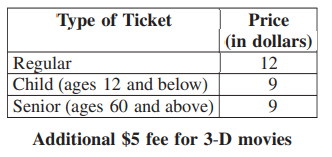 Type of Ticket Price
(in dollars)
Regular 12
Child (ages 12 and below) 9
Senior (ages 60 and above) 9
Additional $5 fee for 3-D movies